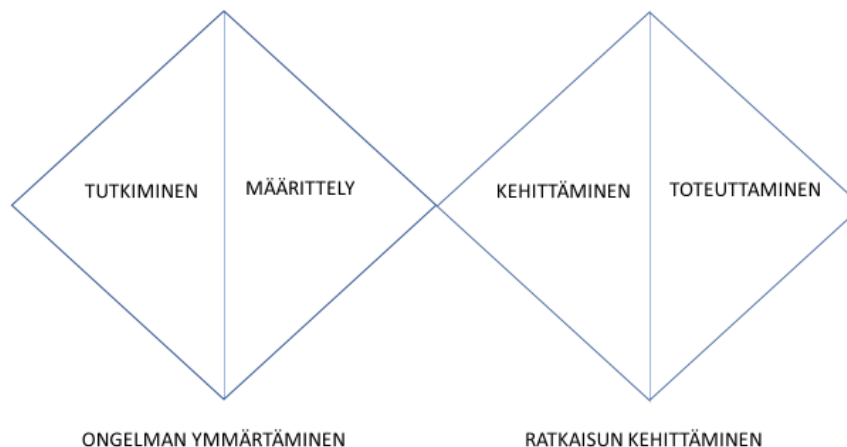 TUTKIMINEN
MÄÄRITTELY
KEHITTÄMINEN
TOTEUTTAMINEN
ONGELMAN YMMÄRTÄMINEN
RATKAISUN KEHITTÄMINEN